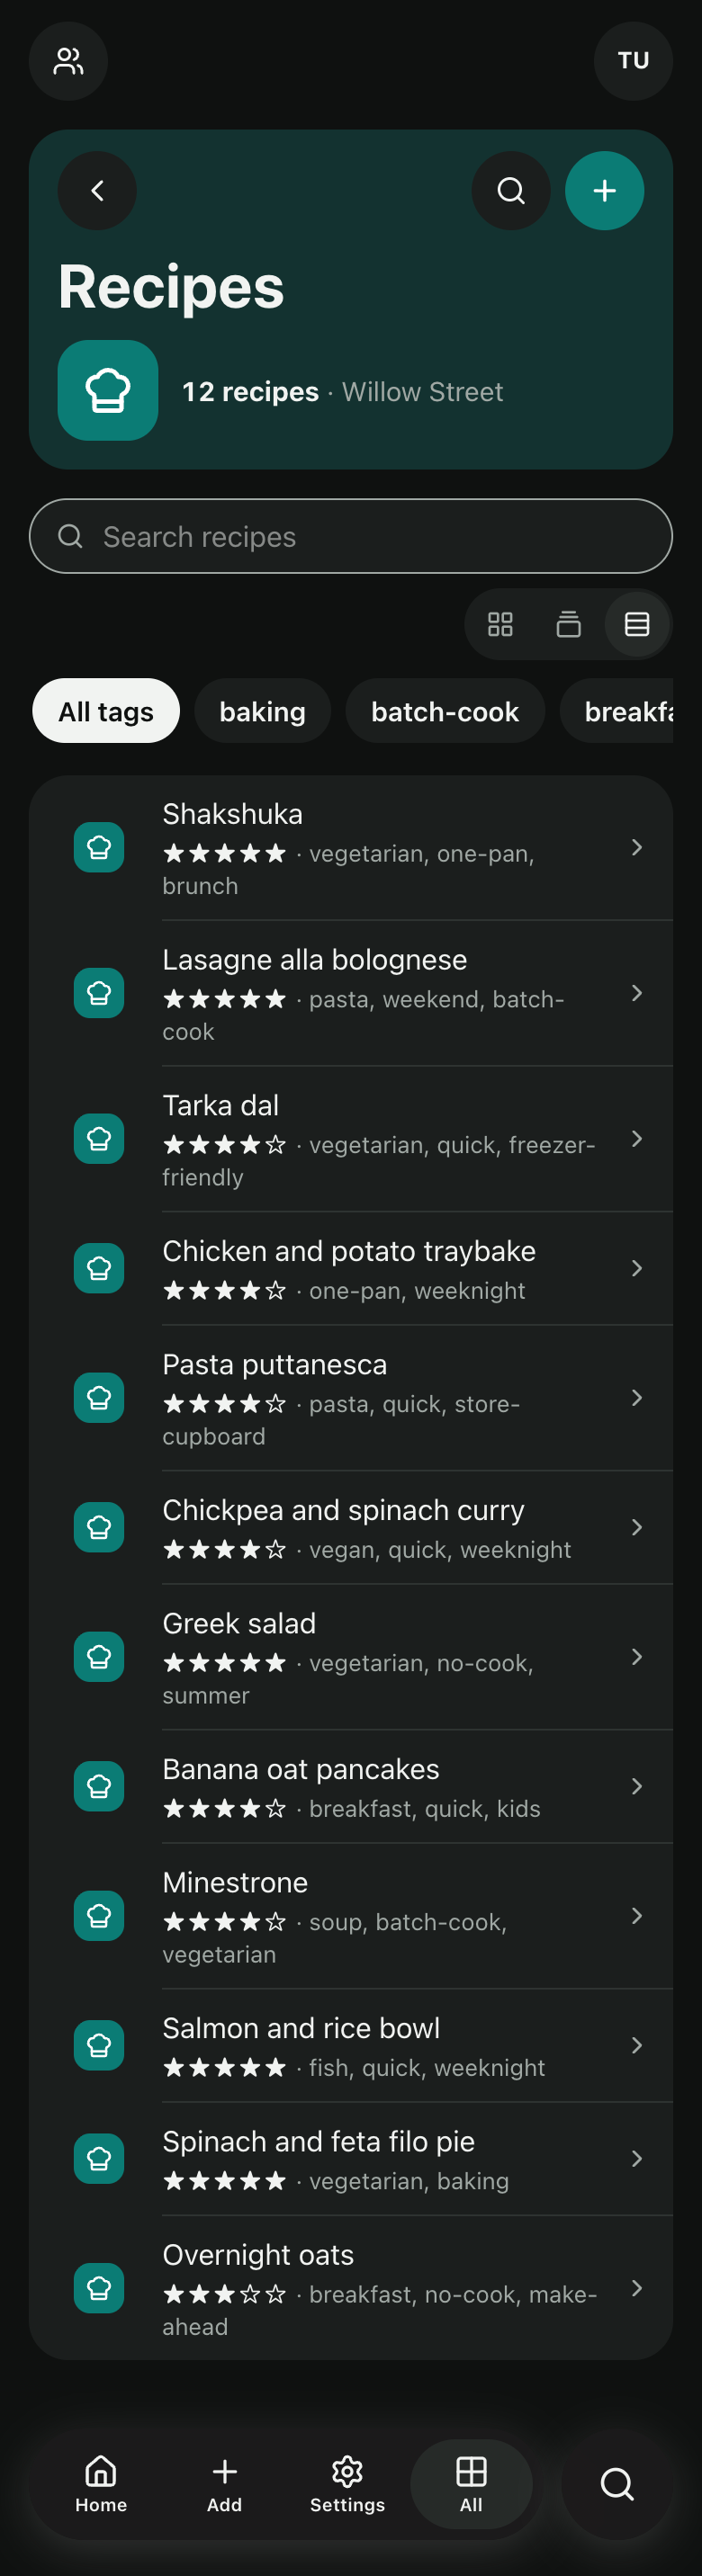 TU
Recipes
12 recipes · Willow Street
Search recipes
All tags
baking
batch-cook
breakfa
Shakshuka
★★★★★ · vegetarian, one-pan,
brunch
Lasagne alla bolognese
★★★★★ · pasta, weekend, batch-
cook
Tarka dal
★★★★☆ · vegetarian, quick, freezer-
friendly
Chicken and potato traybake
★★★★☆ · one-pan, weeknight
Pasta puttanesca
★★★★☆ · pasta, quick, store-
cupboard
Chickpea and spinach curry
★★★★☆ · vegan, quick, weeknight
Greek salad
★★★★★ · vegetarian, no-cook,
summer
Banana oat pancakes
★★★★☆ · breakfast, quick, kids
Minestrone
★★★★☆ · soup, batch-cook,
vegetarian
Salmon and rice bowl
★★★★★ · fish, quick, weeknight
Spinach and feta filo pie
★★★★★ · vegetarian, baking
Overnight oats
★★★☆☆ · breakfast, no-cook, make-
ahead
Home
Add
Settings
All